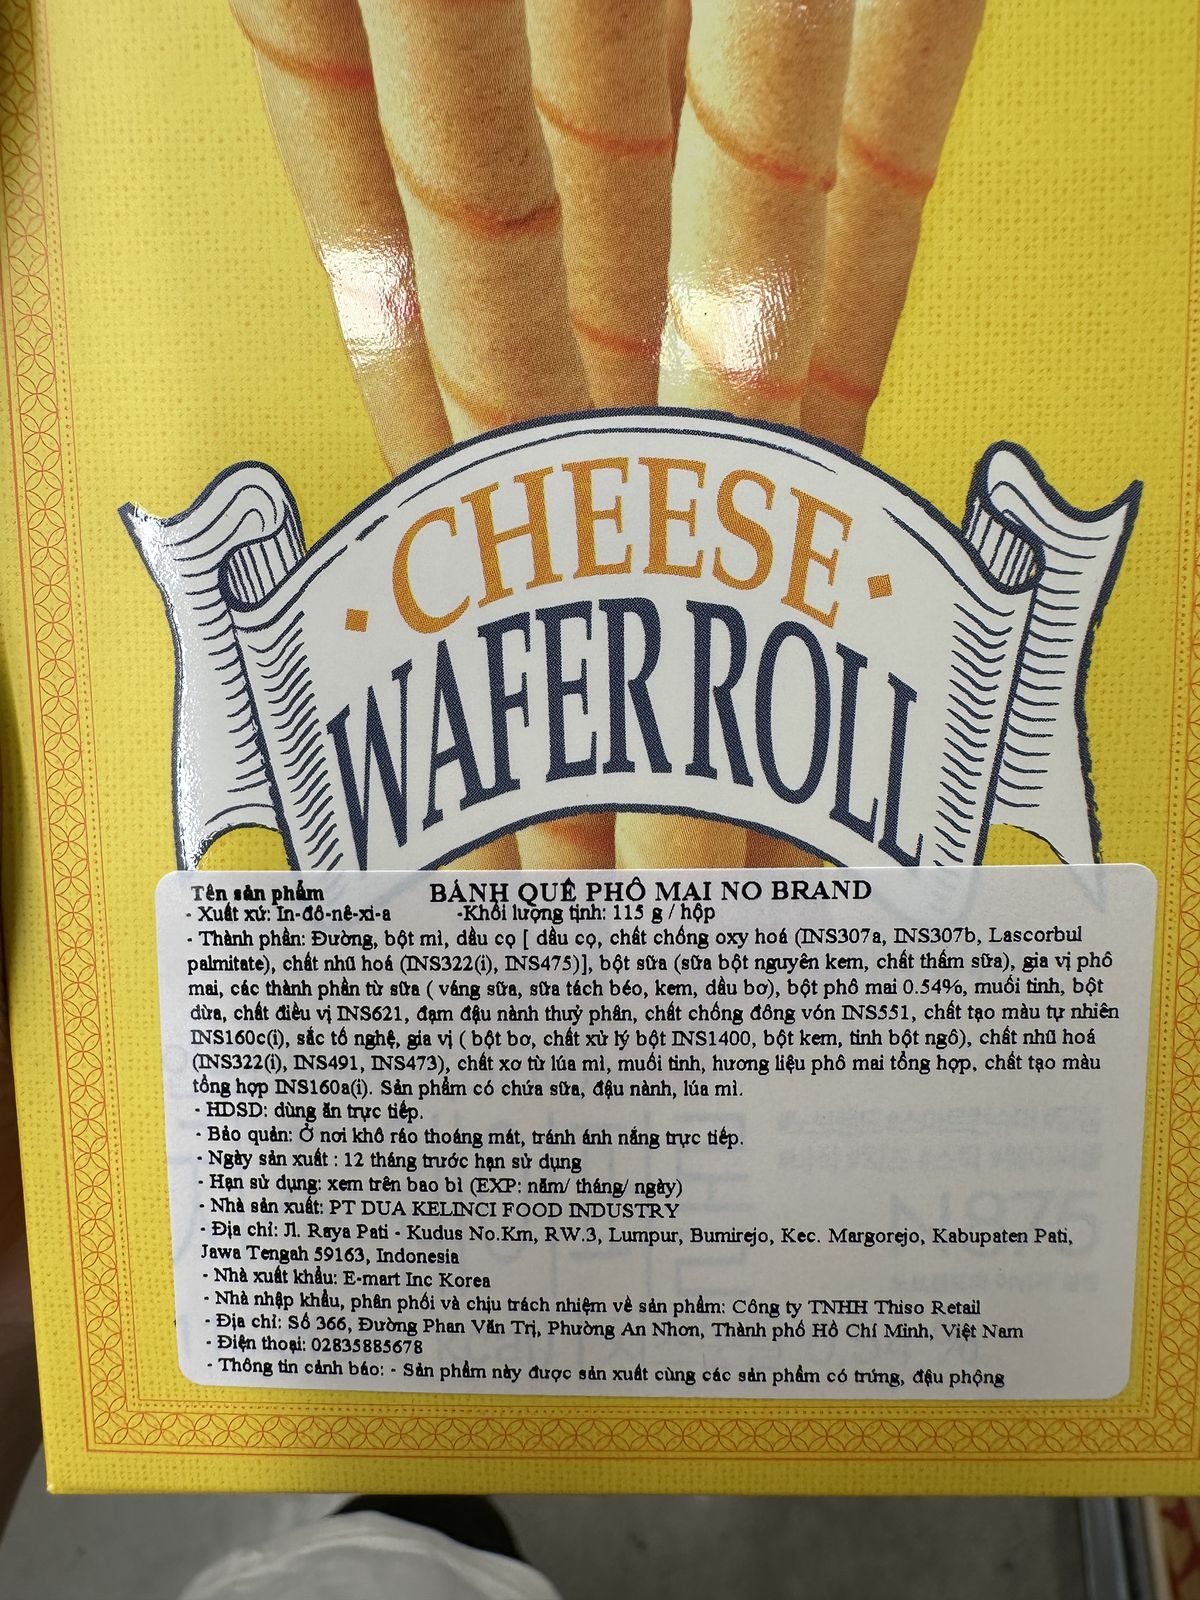 CHEESE
WAFER ROLL
Tên sản phẩm BÁNH QUẾ PHÔ MAI NO BRAND
- Xuất xứ: In-đô-nê-xi-a -Khối lượng tịnh: 115 g / hộp
- Thành phần: Đường, bột mì, dầu cọ [ dầu cọ, chất chống oxy hoá (INS307a, INS307b, Lascorbul
palmitate), chất nhũ hoá (INS322(i), INS475)], bột sữa (sữa bột nguyên kem, chất thấm sữa), gia vị phô
mai, các thành phần từ sữa ( váng sữa, sữa tách béo, kem, dầu bơ), bột phô mai 0.54%, muối tinh, bột
dừa, chất điều vị INS621, đạm đậu nành thuỷ phân, chất chống đông vón INS551, chất tạo màu tự nhiên
INS160c(i), sắc tố nghệ, gia vị ( bột bơ, chất xử lý bột INS1400, bột kem, tinh bột ngô), chất nhũ hoá
(INS322(i), INS491, INS473), chất xơ từ lúa mì, muối tinh, hương liệu phô mai tổng hợp, chất tạo màu
tổng hợp INS160a(i). Sản phẩm có chứa sữa, đậu nành, lúa mì.
- HDSD: dùng ăn trực tiếp.
- Bảo quản: Ở nơi khô ráo thoáng mát, tránh ánh nắng trực tiếp.
- Ngày sản xuất : 12 tháng trước hạn sử dụng
- Hạn sử dụng: xem trên bao bì (EXP: năm/ tháng/ ngày)
- Nhà sản xuất: PT DUA KELINCI FOOD INDUSTRY
- Địa chỉ: Jl. Raya Pati - Kudus No.Km, RW.3, Lumpur, Bumirejo, Kec. Margorejo, Kabupaten Pati,
Jawa Tengah 59163, Indonesia
- Nhà xuất khẩu: E-mart Inc Korea
- Nhà nhập khẩu, phân phối và chịu trách nhiệm về sản phẩm: Công ty TNHH Thiso Retail
- Địa chỉ: Số 366, Đường Phan Văn Trị, Phường An Nhơn, Thành phố Hồ Chí Minh, Việt Nam
- Điện thoại: 02835885678
- Thông tin cảnh báo: - Sản phẩm này được sản xuất cùng các sản phẩm có trứng, đậu phộng